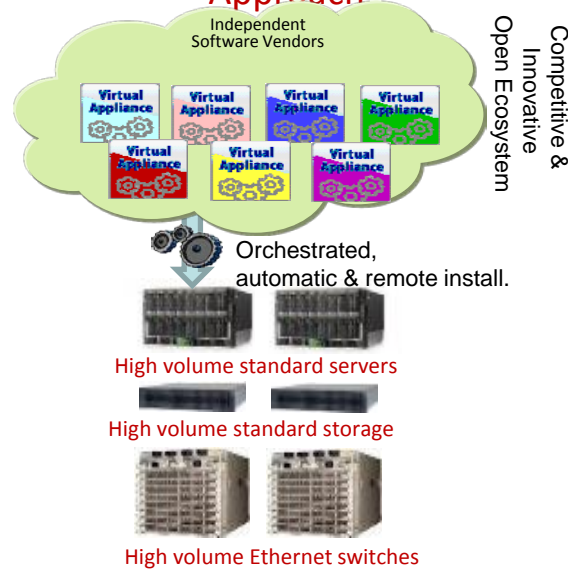 Approach
Independent
Software Vendors
Competitive &
Innovative
Open Ecosystem
Virtual
Appliance
Virtual
Appliance
Virtual
Appliance
Virtual
Appliance
Virtual
Appliance
Virtual
Appliance
Virtual
Appliance
Orchestrated,
automatic & remote install.
High volume standard servers
High volume standard storage
High volume Ethernet switches